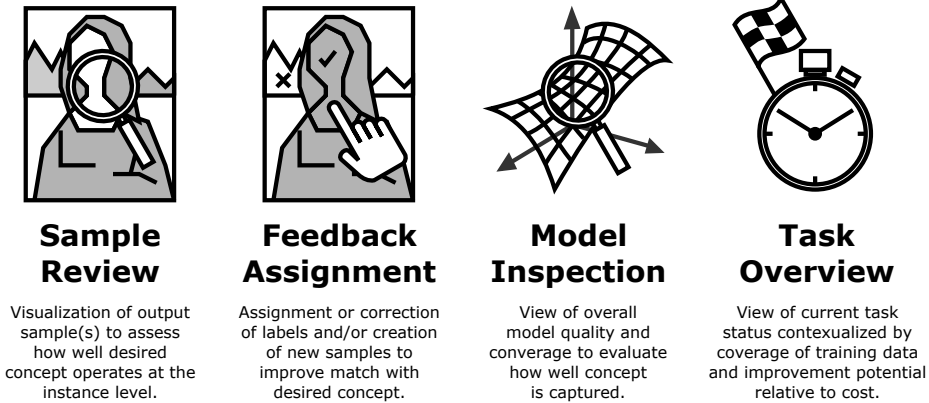 Sample
Review
Visualization of output
sample(s) to assess
how well desired
concept operates at the
instance level.
Feedback
Assignment
Assignment or correction
of labels and/or creation
of new samples to
improve match with
desired concept.
Model
Inspection
View of overall
model quality and
converage to evaluate
how well concept
is captured.
Task
Overview
View of current task
status contexualized by
coverage of training data
and improvement potential
relative to cost.